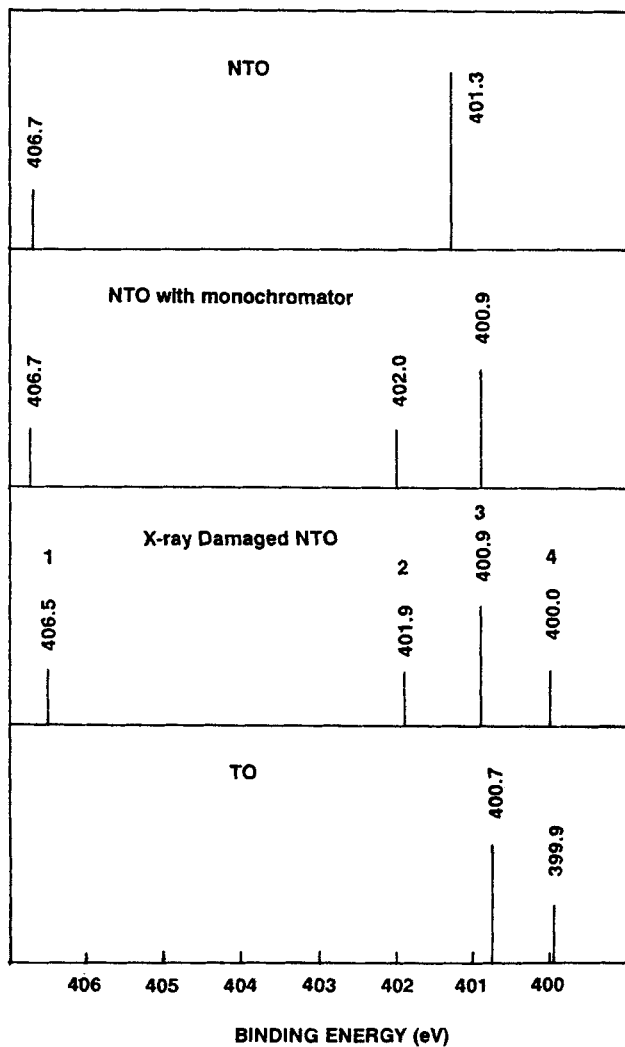 NTO
406.7
401.3
NTO with monochromator
406.7
402.0
400.9
X-ray Damaged NTO
1
406.5
2
401.9
3
400.9
4
400.0
TO
400.7
399.9
406 405 404 403 402 401 400
BINDING ENERGY (eV)